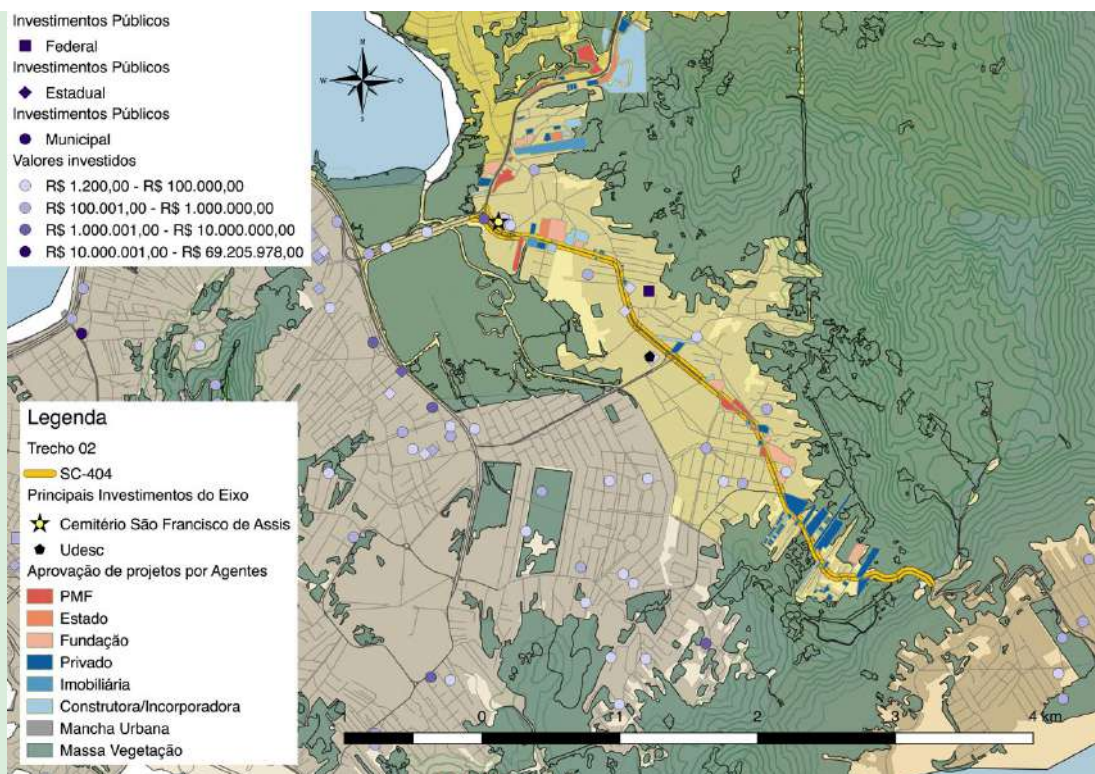 Investimentos Públicos
Federal
Investimentos Públicos
Estadual
Investimentos Públicos
Municipal
Valores investidos
R$ 1.200,00 - R$ 100.000,00
R$ 100.001,00 - R$ 1.000.000,00
R$ 1.000.001,00 - R$ 10.000.000,00
R$ 10.000.001,00 - R$ 69.205.978,00
Legenda
Trecho 02
SC-404
Principais Investimentos do Eixo
Cemitério São Francisco de Assis
Udesc
Aprovação de projetos por Agentes
PMF
Estado
Fundação
Privado
Imobiliária
Construtora/Incorporadora
Mancha Urbana
Massa Vegetação
0 1 2 3 4 km